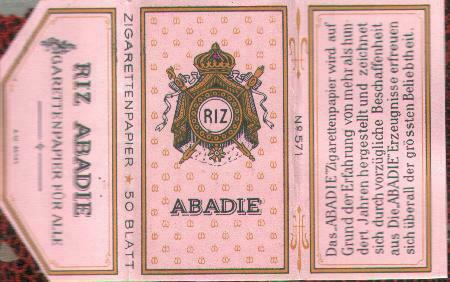 RIZ ABADIE
ZIGARETTENPAPIER FÜR ALLE
ZIGARETTENPAPIER ★ 50 BLATT
RIZ
ABADIE
No 571
Das „ABADIE" Zigarettenpapier wird auf
Grund der Erfahrung von mehr als hun
dert Jahren hergestellt und zeichnet
sich durch vorzügliche Beschaffenheit
aus. Die „ABADIE" Erzeugnisse erfreuen
sich überall der grössten Beliebtheit.